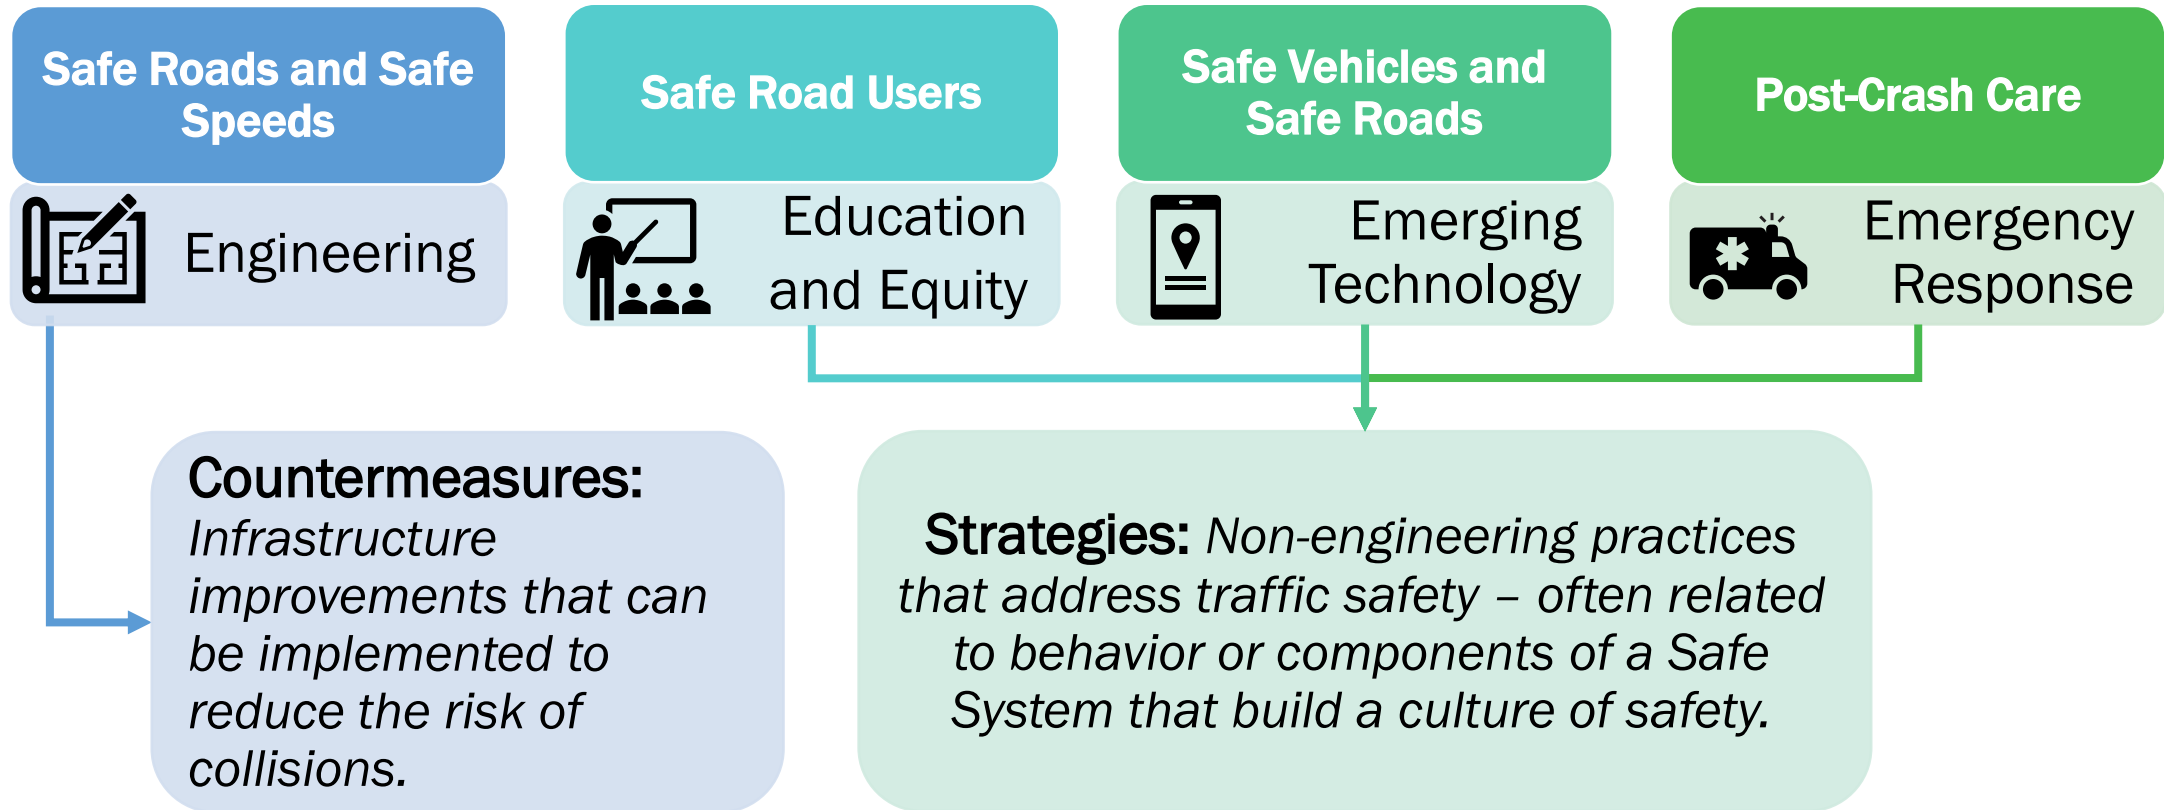 Safe Roads and Safe
Speeds
Engineering
Safe Road Users
Education
and Equity
Safe Vehicles and
Safe Roads
Emerging
Technology
Post-Crash Care
Emergency
Response
Countermeasures:
Infrastructure
improvements that can
be implemented to
reduce the risk of
collisions.
Strategies: Non-engineering practices
that address traffic safety – often related
to behavior or components of a Safe
System that build a culture of safety.